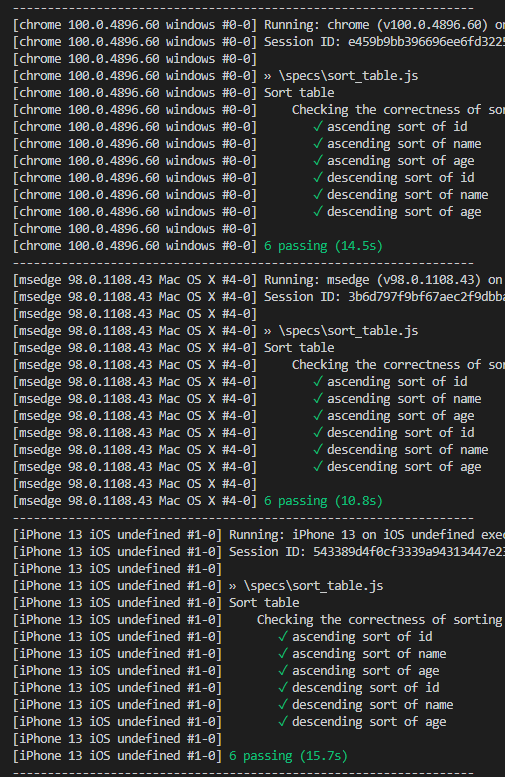 [chrome 100.0.4896.60 windows #0-0] Running: chrome (v100.0.4896.60) on
[chrome 100.0.4896.60 windows #0-0] Session ID: e459b9bb396696ee6fd3225
[chrome 100.0.4896.60 windows #0-0]
[chrome 100.0.4896.60 windows #0-0] » \specs\sort_table.js
[chrome 100.0.4896.60 windows #0-0] Sort table
[chrome 100.0.4896.60 windows #0-0] Checking the correctness of sor
[chrome 100.0.4896.60 windows #0-0] ✓ ascending sort of id
[chrome 100.0.4896.60 windows #0-0] ✓ ascending sort of name
[chrome 100.0.4896.60 windows #0-0] ✓ ascending sort of age
[chrome 100.0.4896.60 windows #0-0] ✓ descending sort of id
[chrome 100.0.4896.60 windows #0-0] ✓ descending sort of name
[chrome 100.0.4896.60 windows #0-0] ✓ descending sort of age
[chrome 100.0.4896.60 windows #0-0]
[chrome 100.0.4896.60 windows #0-0] 6 passing (14.5s)
[msedge 98.0.1108.43 Mac OS X #4-0] Running: msedge (v98.0.1108.43) on
[msedge 98.0.1108.43 Mac OS X #4-0] Session ID: 3b6d797f9bf67aec2f9dbba
[msedge 98.0.1108.43 Mac OS X #4-0]
[msedge 98.0.1108.43 Mac OS X #4-0] » \specs\sort_table.js
[msedge 98.0.1108.43 Mac OS X #4-0] Sort table
[msedge 98.0.1108.43 Mac OS X #4-0] Checking the correctness of sor
[msedge 98.0.1108.43 Mac OS X #4-0] ✓ ascending sort of id
[msedge 98.0.1108.43 Mac OS X #4-0] ✓ ascending sort of name
[msedge 98.0.1108.43 Mac OS X #4-0] ✓ ascending sort of age
[msedge 98.0.1108.43 Mac OS X #4-0] ✓ descending sort of id
[msedge 98.0.1108.43 Mac OS X #4-0] ✓ descending sort of name
[msedge 98.0.1108.43 Mac OS X #4-0] ✓ descending sort of age
[msedge 98.0.1108.43 Mac OS X #4-0]
[msedge 98.0.1108.43 Mac OS X #4-0] 6 passing (10.8s)
[iPhone 13 iOS undefined #1-0] Running: iPhone 13 on iOS undefined exec
[iPhone 13 iOS undefined #1-0] Session ID: 543389d4f0cf3339a94313447e23
[iPhone 13 iOS undefined #1-0]
[iPhone 13 iOS undefined #1-0] » \specs\sort_table.js
[iPhone 13 iOS undefined #1-0] Sort table
[iPhone 13 iOS undefined #1-0] Checking the correctness of sorting
[iPhone 13 iOS undefined #1-0] ✓ ascending sort of id
[iPhone 13 iOS undefined #1-0] ✓ ascending sort of name
[iPhone 13 iOS undefined #1-0] ✓ ascending sort of age
[iPhone 13 iOS undefined #1-0] ✓ descending sort of id
[iPhone 13 iOS undefined #1-0] ✓ descending sort of name
[iPhone 13 iOS undefined #1-0] ✓ descending sort of age
[iPhone 13 iOS undefined #1-0]
[iPhone 13 iOS undefined #1-0] 6 passing (15.7s)